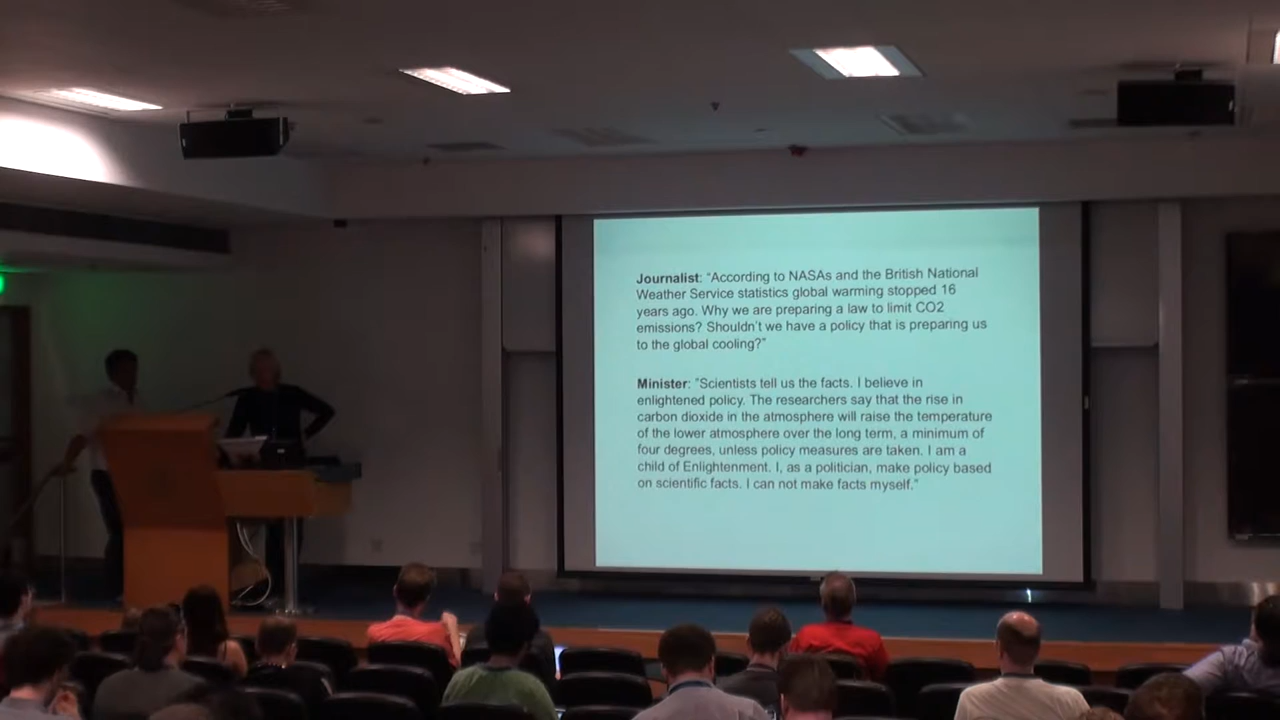 Journalist: "According to NASAs and the British National
Weather Service statistics global warming stopped 16
years ago. Why we are preparing a law to limit CO2
emissions? Shouldn't we have a policy that is preparing us
to the global cooling?"
Minister: "Scientists tell us the facts. I believe in
enlightened policy. The researchers say that the rise in
carbon dioxide in the atmosphere will raise the temperature
of the lower atmosphere over the long term, a minimum of
four degrees, unless policy measures are taken. I am a
child of Enlightenment. I, as a politician, make policy based
on scientific facts. I can not make facts myself."